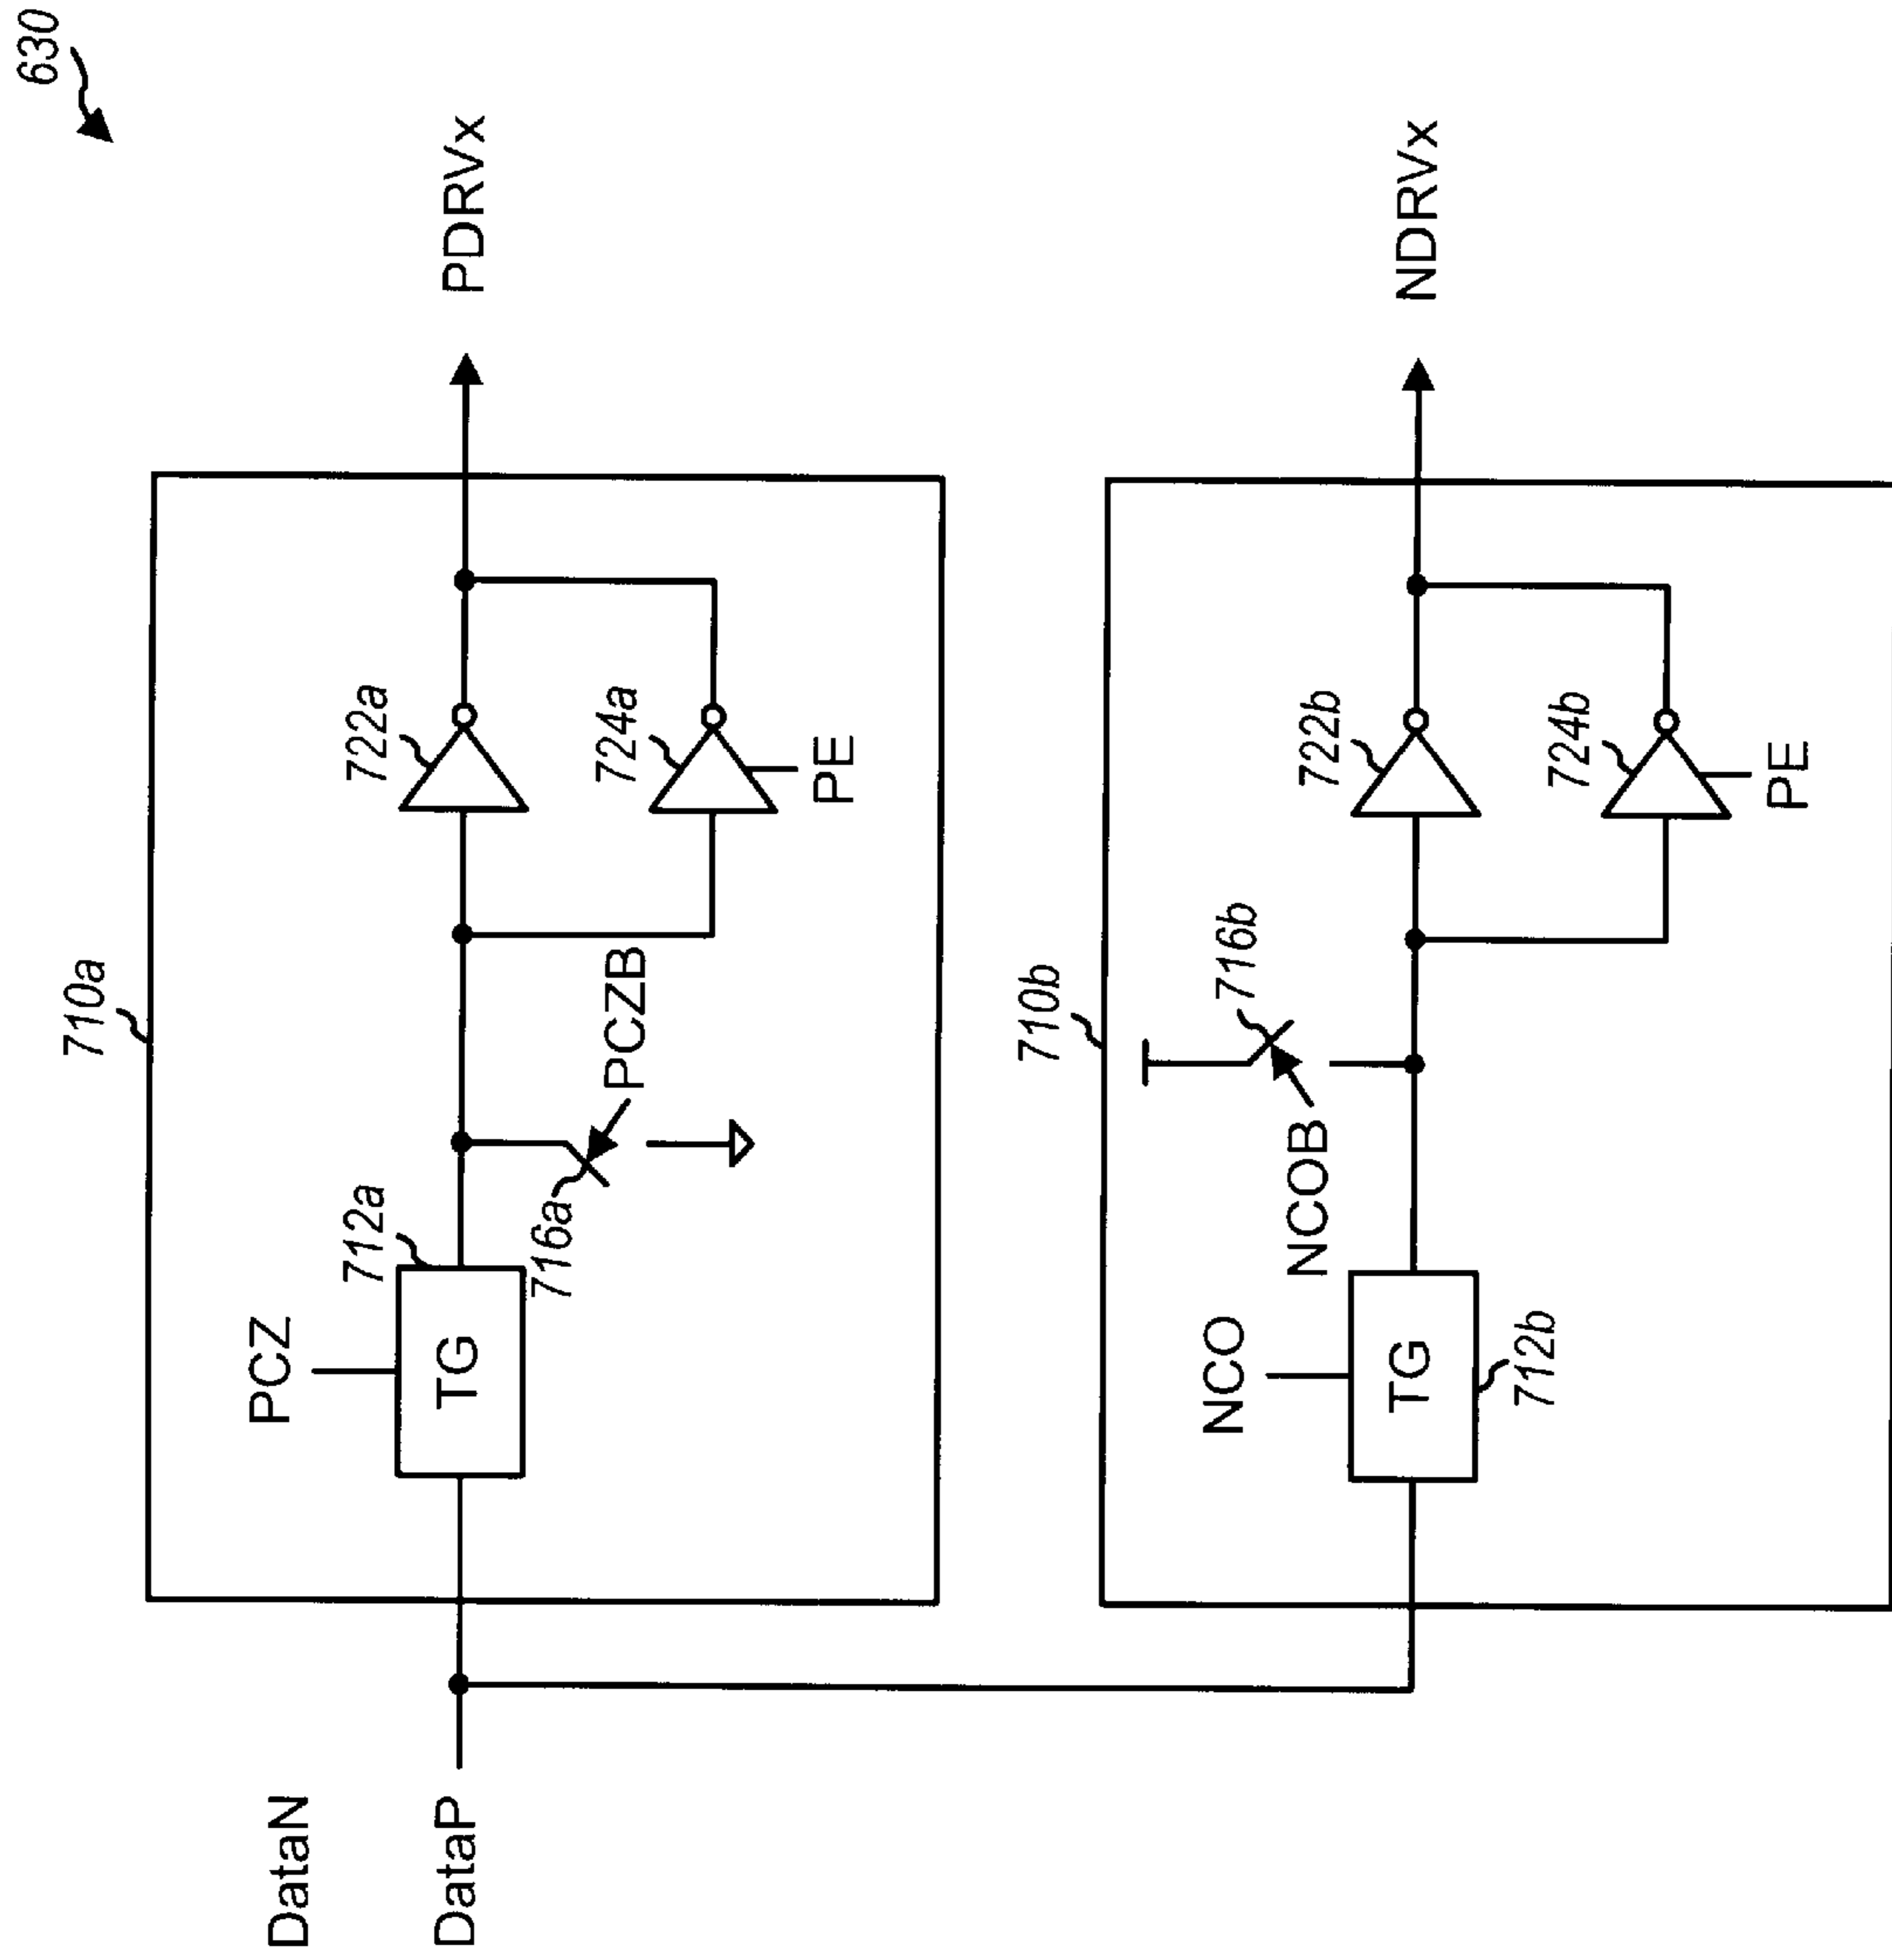 630
710a
PCZ
712a
TG
716a
PCZB
722a
724a
PE
PDRVx
DataN
DataP
710b
NCO
TG
712b
NCOB
716b
722b
724b
PE
NDRVx